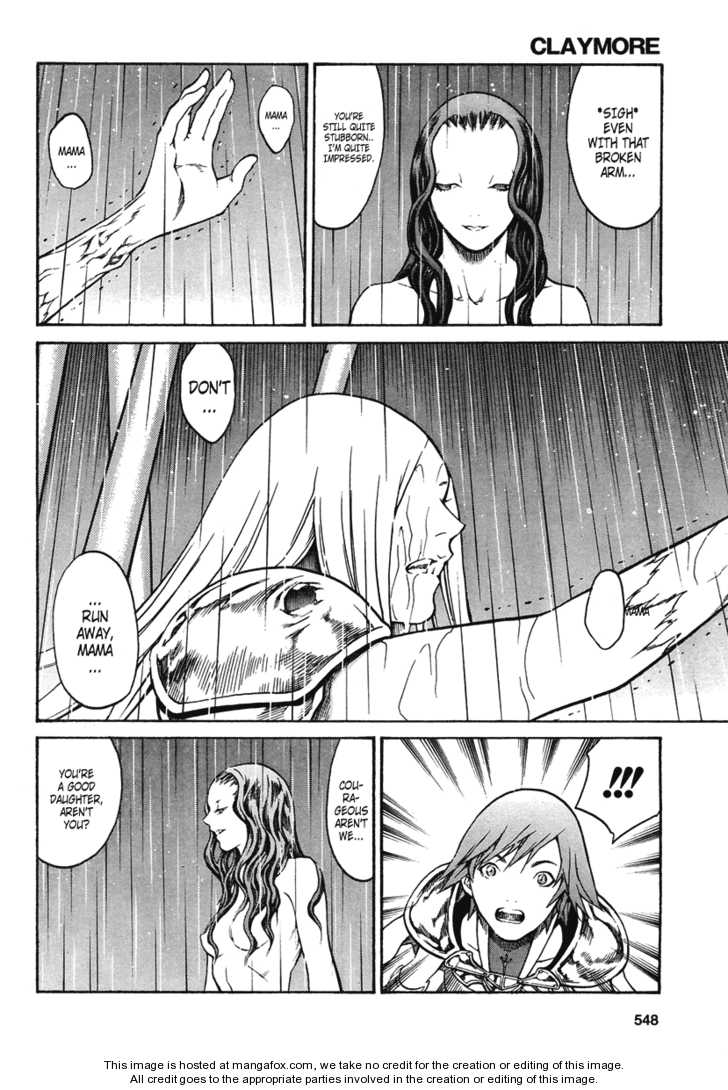 CLAYMORE
MAMA
...
MAMA
...
YOU'RE
STILL QUITE
STUBBORN..
I'M QUITE
IMPRESSED.
*SIGH*
EVEN
WITH THAT
BROKEN
ARM...
DON'T
...
...
RUN
AWAY,
MAMA
...
MAMA
YOU'RE
A GOOD
DAUGHTER,
AREN'T
YOU?
COU-
RA-
GEOUS
AREN'T
WE...
!!!
548
This image is hosted at mangafox.com, we take no credit for the creation or editing of this image.
All credit goes to the appropriate parties involved in the creation or editing of this image.